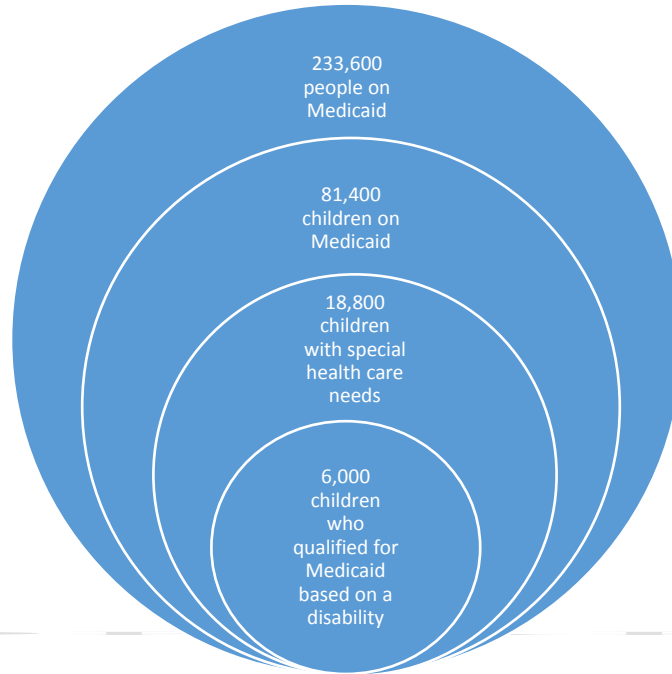 233,600
people on
Medicaid
81,400
children on
Medicaid
18,800
children
with special
health care
needs
6,000
children
who
qualified for
Medicaid
based on a
disability